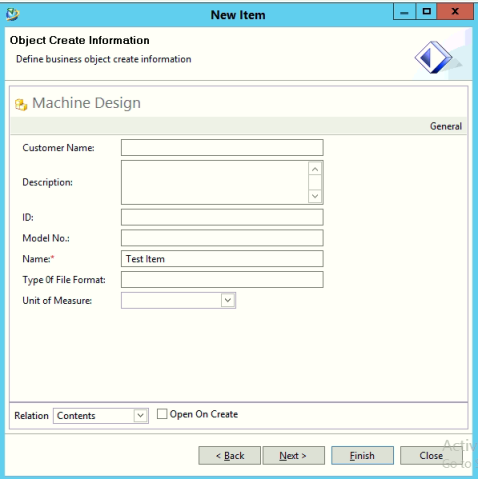 New Item
Object Create Information
Define business object create information
Machine Design
General
Customer Name:
Description:
ID:
Model No.:
Name:* Test Item
Type 0f File Format:
Unit of Measure:
Relation Contents Open On Create
< Back Next > Finish Close
Activ
Go to